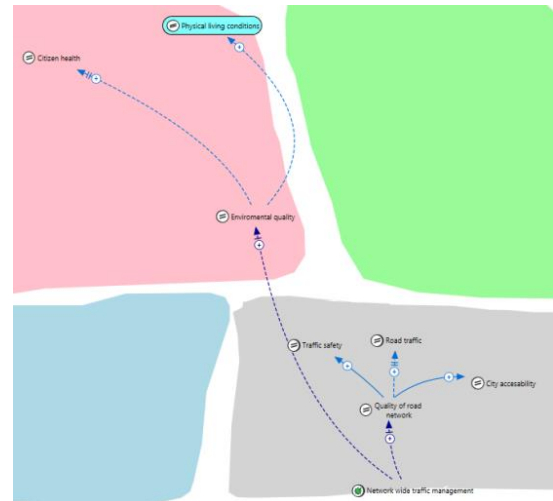 Physical living conditions
Citizen health
Enviromental quality
Traffic safety
Road traffic
City accesability
Quality of road
network
Network wide traffic management